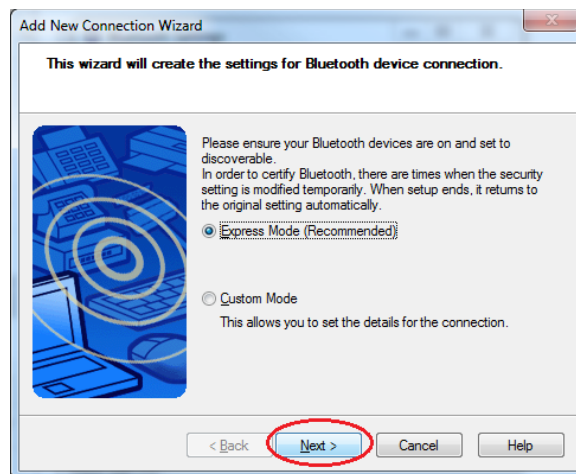 Add New Connection Wizard
This wizard will create the settings for Bluetooth device connection.
Please ensure your Bluetooth devices are on and set to
discoverable.
In order to certify Bluetooth, there are times when the security
setting is modified temporarily. When setup ends, it returns to
the original setting automatically.
Express Mode (Recommended)
Custom Mode
This allows you to set the details for the connection.
< Back Next > Cancel Help